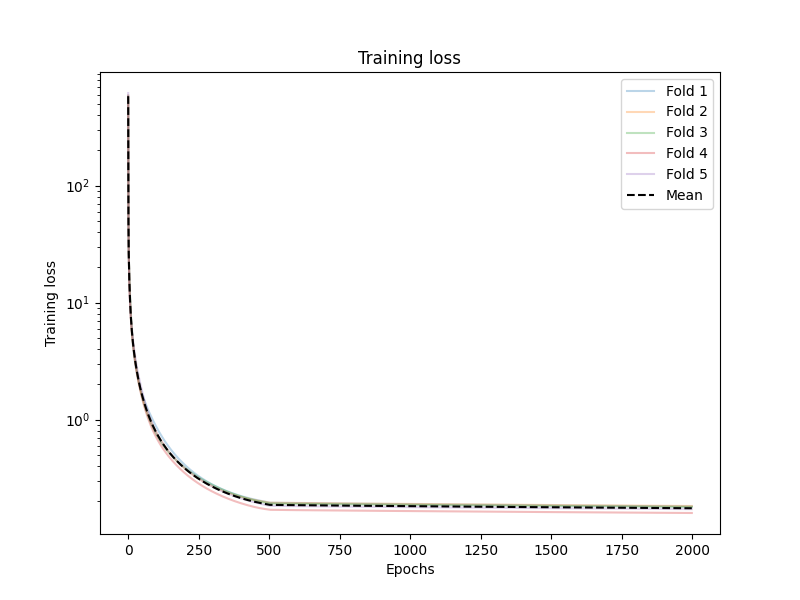 Training loss
Fold 1
Fold 2
Fold 3
Fold 4
Fold 5
Mean
Training loss
10²
10¹
10⁰
0 250 500 750 1000 1250 1500 1750 2000
Epochs